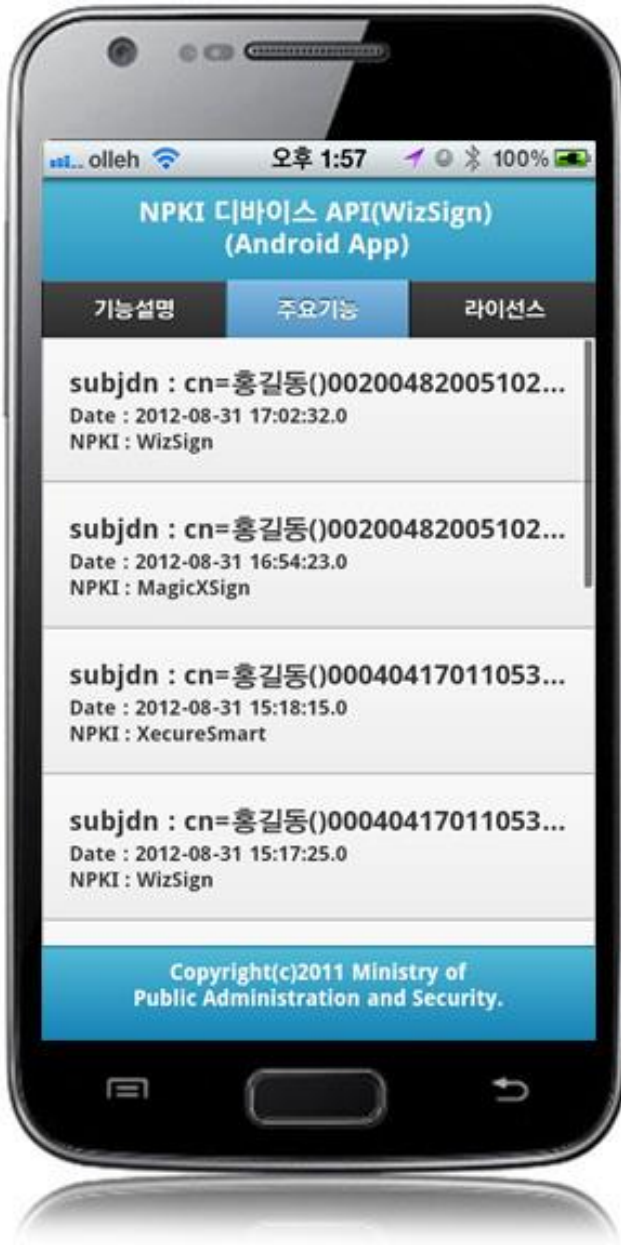 olleh 오후 1:57 100%
NPKI 디바이스 API(WizSign)
(Android App)
기능설명 주요기능 라이선스
subjdn : cn=홍길동()00200482005102...
Date : 2012-08-31 17:02:32.0
NPKI : WizSign
subjdn : cn=홍길동()00200482005102...
Date : 2012-08-31 16:54:23.0
NPKI : MagicXSign
subjdn : cn=홍길동()00040417011053...
Date : 2012-08-31 15:18:15.0
NPKI : XecureSmart
subjdn : cn=홍길동()00040417011053...
Date : 2012-08-31 15:17:25.0
NPKI : WizSign
Copyright(c)2011 Ministry of
Public Administration and Security.